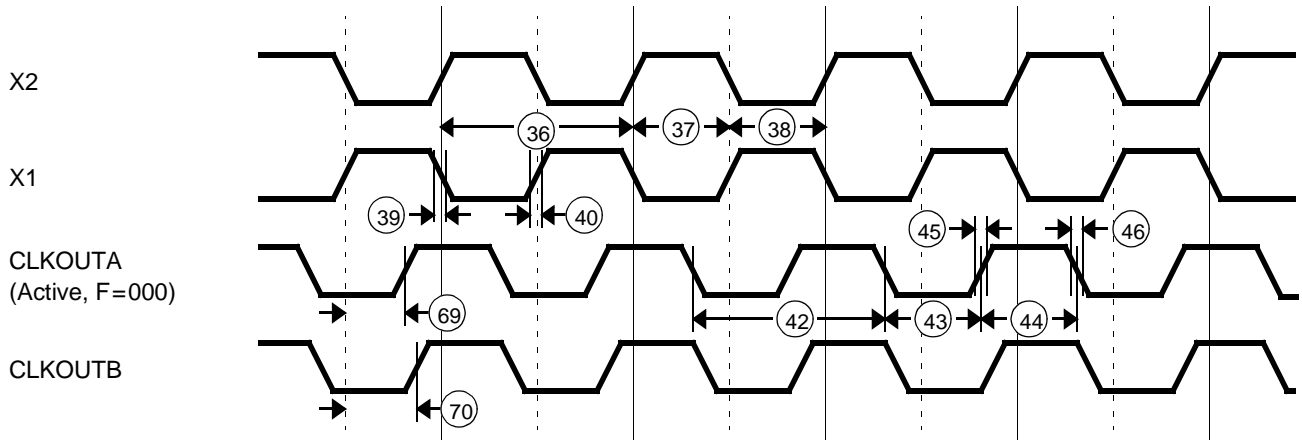 X2
36
37
38
X1
39
40
45
46
CLKOUTA
(Active, F=000)
69
42
43
44
CLKOUTB
70